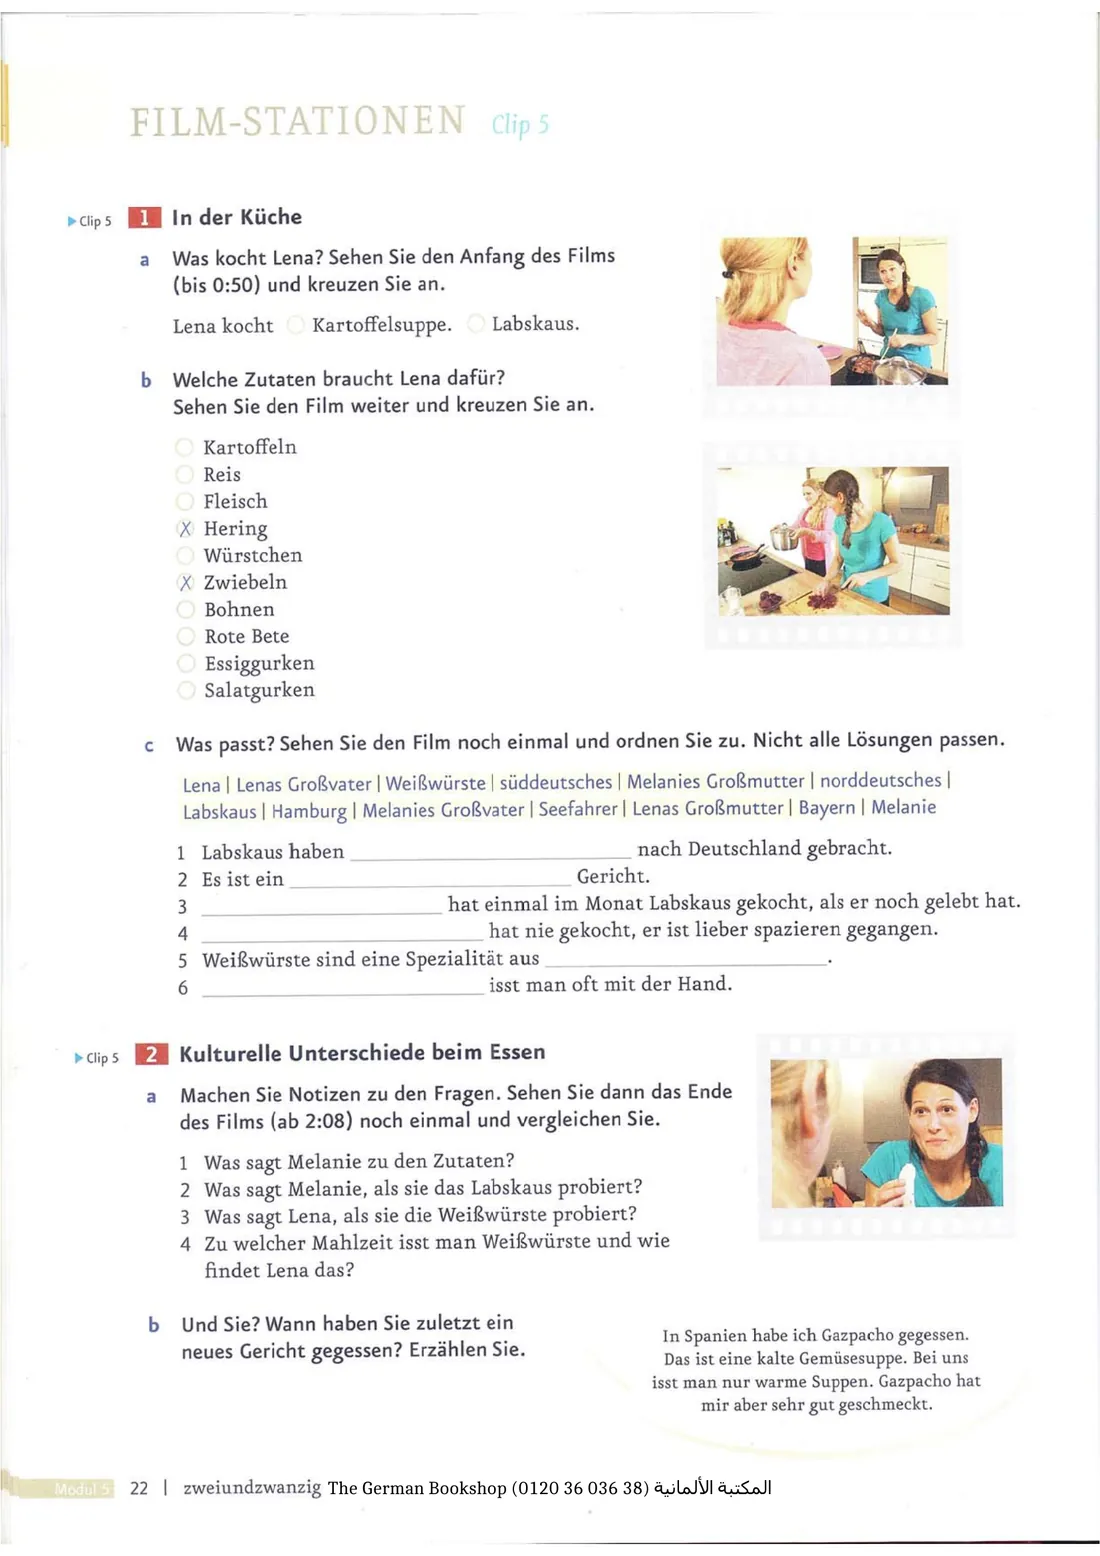 FILM-STATIONEN Clip 5
▶ Clip 5 1 In der Küche
a Was kocht Lena? Sehen Sie den Anfang des Films
(bis 0:50) und kreuzen Sie an.
Lena kocht ○ Kartoffelsuppe. ○ Labskaus.
b Welche Zutaten braucht Lena dafür?
Sehen Sie den Film weiter und kreuzen Sie an.
○ Kartoffeln
○ Reis
○ Fleisch
X Hering
○ Würstchen
X Zwiebeln
○ Bohnen
○ Rote Bete
○ Essiggurken
○ Salatgurken
c Was passt? Sehen Sie den Film noch einmal und ordnen Sie zu. Nicht alle Lösungen passen.
Lena | Lenas Großvater | Weißwürste | süddeutsches | Melanies Großmutter | norddeutsches |
Labskaus | Hamburg | Melanies Großvater | Seefahrer | Lenas Großmutter | Bayern | Melanie
1 Labskaus haben ____________ nach Deutschland gebracht.
2 Es ist ein ____________ Gericht.
3 ____________ hat einmal im Monat Labskaus gekocht, als er noch gelebt hat.
4 ____________ hat nie gekocht, er ist lieber spazieren gegangen.
5 Weißwürste sind eine Spezialität aus ____________.
6 ____________ isst man oft mit der Hand.
▶ Clip 5 2 Kulturelle Unterschiede beim Essen
a Machen Sie Notizen zu den Fragen. Sehen Sie dann das Ende
des Films (ab 2:08) noch einmal und vergleichen Sie.
1 Was sagt Melanie zu den Zutaten?
2 Was sagt Melanie, als sie das Labskaus probiert?
3 Was sagt Lena, als sie die Weißwürste probiert?
4 Zu welcher Mahlzeit isst man Weißwürste und wie
findet Lena das?
b Und Sie? Wann haben Sie zuletzt ein
neues Gericht gegessen? Erzählen Sie.
In Spanien habe ich Gazpacho gegessen.
Das ist eine kalte Gemüsesuppe. Bei uns
isst man nur warme Suppen. Gazpacho hat
mir aber sehr gut geschmeckt.
Modul 5 22 | zweiundzwanzig The German Bookshop (0120 36 036 38) المكتبة الألمانية